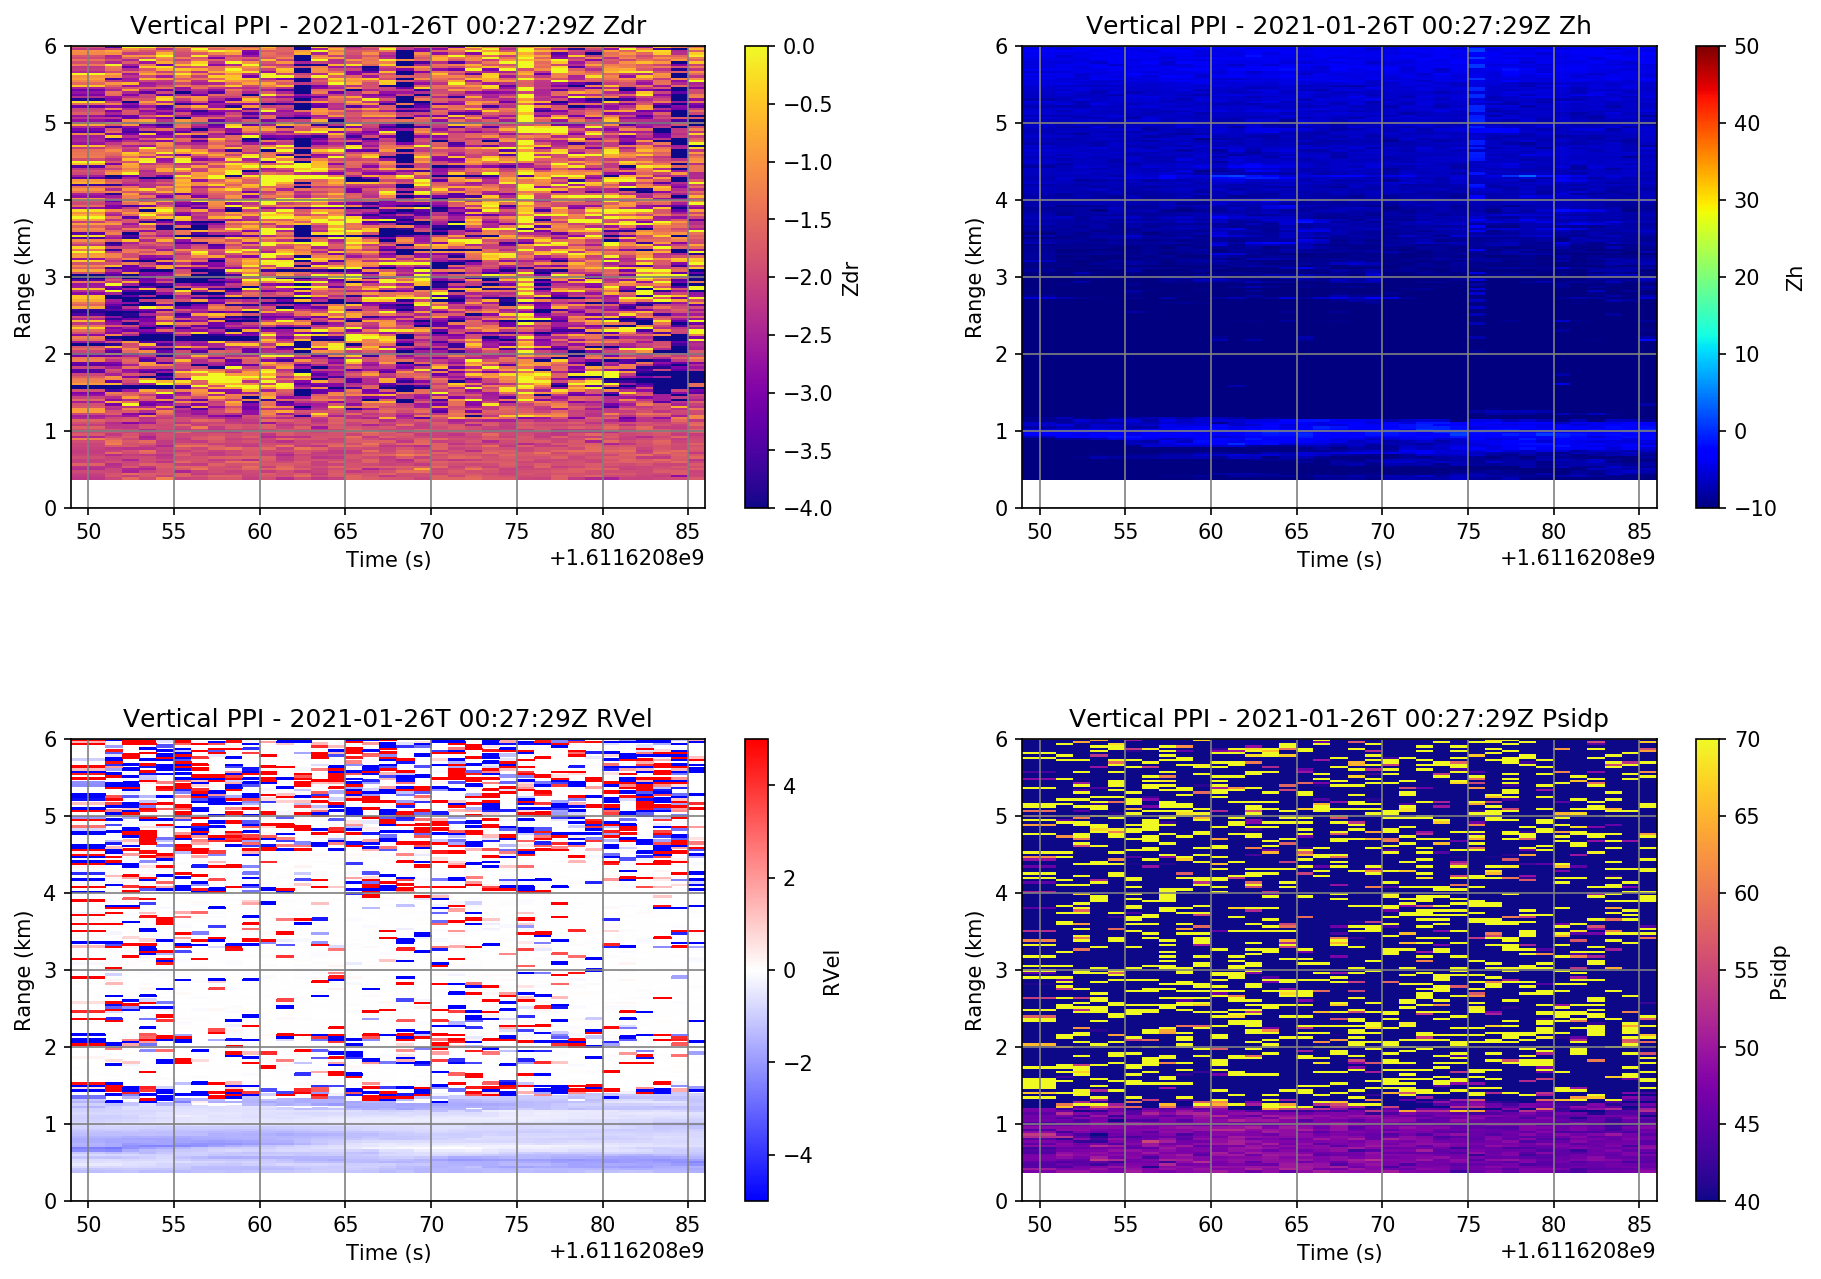 Vertical PPI - 2021-01-26T 00:27:29Z Zdr
6
5
4
3
2
1
0
Range (km)
50 55 60 65 70 75 80 85
Time (s)
+1.6116208e9
0.0
−0.5
−1.0
−1.5
−2.0
−2.5
−3.0
−3.5
−4.0
Zdr
Vertical PPI - 2021-01-26T 00:27:29Z Zh
6
5
4
3
2
1
0
Range (km)
50 55 60 65 70 75 80 85
Time (s)
+1.6116208e9
50
40
30
20
10
0
−10
Zh
Vertical PPI - 2021-01-26T 00:27:29Z RVel
6
5
4
3
2
1
0
Range (km)
50 55 60 65 70 75 80 85
Time (s)
+1.6116208e9
4
2
0
−2
−4
RVel
Vertical PPI - 2021-01-26T 00:27:29Z Psidp
6
5
4
3
2
1
0
Range (km)
50 55 60 65 70 75 80 85
Time (s)
+1.6116208e9
70
65
60
55
50
45
40
Psidp